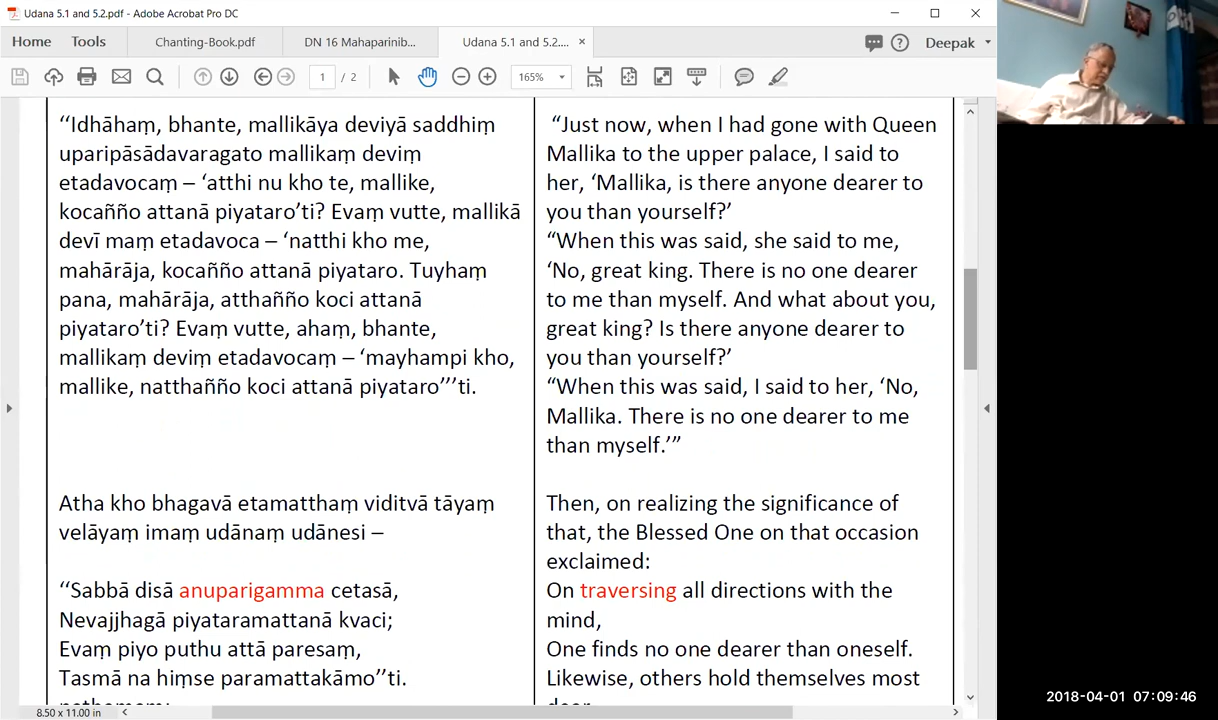 Udana 5.1 and 5.2.pdf - Adobe Acrobat Pro DC
Home Tools Chanting-Book.pdf DN 16 Mahaparinib... Udana 5.1 and 5.2.... × Deepak
1 / 2 165%
“Idhāhaṃ, bhante, mallikāya deviyā saddhiṃ
uparipāsādavaragato mallikaṃ deviṃ
etadavocaṃ – ‘atthi nu kho te, mallike,
kocañño attanā piyataro’ti? Evaṃ vutte, mallikā
devī maṃ etadavoca – ‘natthi kho me,
mahārāja, kocañño attanā piyataro. Tuyhaṃ
pana, mahārāja, atthañño koci attanā
piyataro’ti? Evaṃ vutte, ahaṃ, bhante,
mallikaṃ deviṃ etadavocaṃ – ‘mayhampi kho,
mallike, natthañño koci attanā piyataro’”ti.
Atha kho bhagavā etamatthaṃ viditvā tāyaṃ
velāyaṃ imaṃ udānaṃ udānesi –
“Sabbā disā anuparigamma cetasā,
Nevajjhagā piyataramattanā kvaci;
Evaṃ piyo puthu attā paresaṃ,
Tasmā na hiṃse paramattakāmo”ti.
“Just now, when I had gone with Queen
Mallika to the upper palace, I said to
her, ‘Mallika, is there anyone dearer to
you than yourself?’
“When this was said, she said to me,
‘No, great king. There is no one dearer
to me than myself. And what about you,
great king? Is there anyone dearer to
you than yourself?’
“When this was said, I said to her, ‘No,
Mallika. There is no one dearer to me
than myself.’”
Then, on realizing the significance of
that, the Blessed One on that occasion
exclaimed:
On traversing all directions with the
mind,
One finds no one dearer than oneself.
Likewise, others hold themselves most
8.50 x 11.00 in
2018-04-01 07:09:46